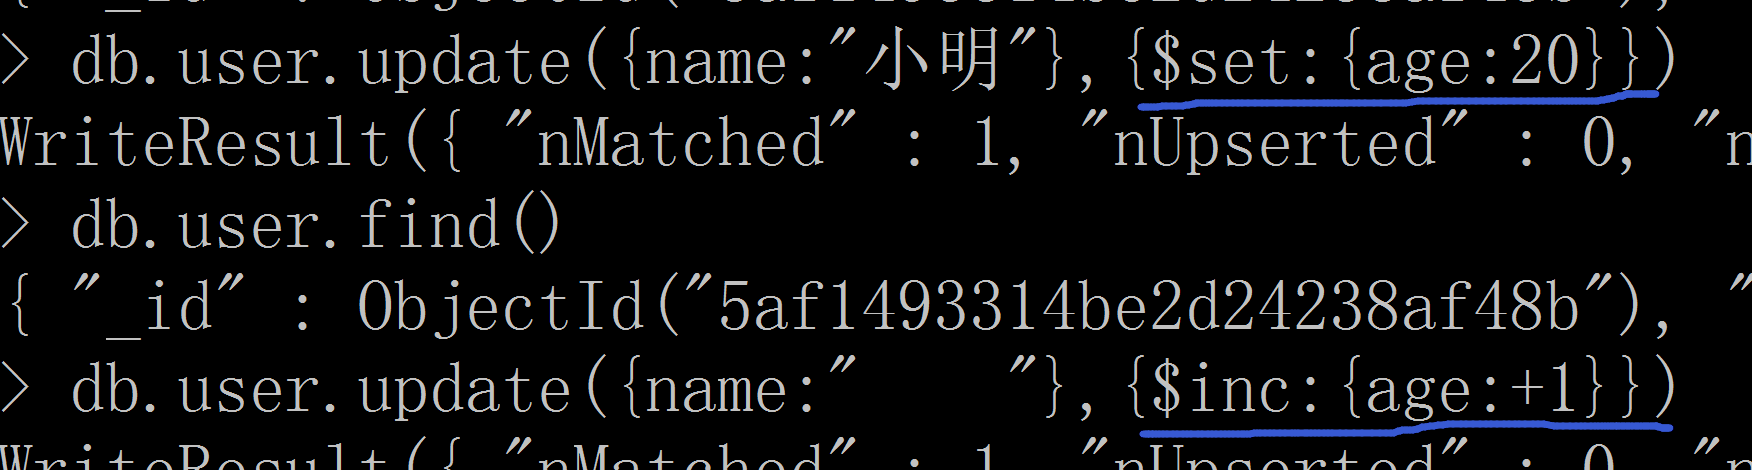 > db.user.update({name:"小明"},{$set:{age:20}})
WriteResult({ "nMatched" : 1, "nUpserted" : 0, "n
> db.user.find()
{ "_id" : ObjectId("5af1493314be2d24238af48b"), "
> db.user.update({name:" "},{$inc:{age:+1}})
WriteResult({ "nMatched" : 1, "nUpserted" : 0, "n